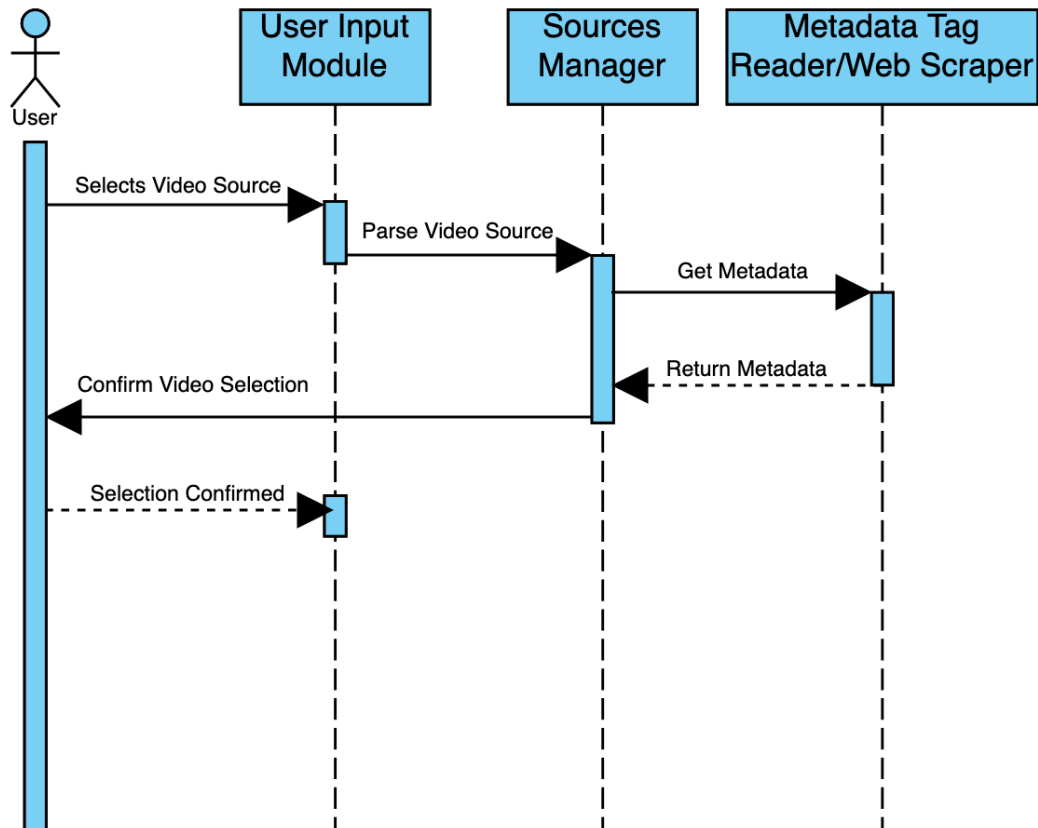 User Input
Module
Sources
Manager
Metadata Tag
Reader/Web Scraper
User
Selects Video Source
Parse Video Source
Get Metadata
Return Metadata
Confirm Video Selection
Selection Confirmed